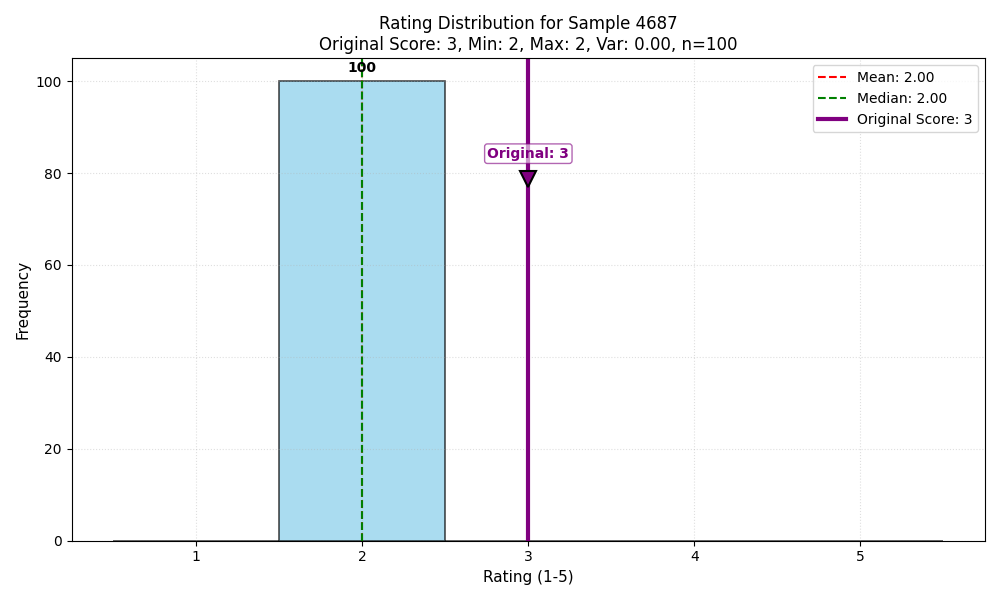 Rating Distribution for Sample 4687
Original Score: 3, Min: 2, Max: 2, Var: 0.00, n=100
Mean: 2.00
Median: 2.00
Original Score: 3
100
Original: 3
Frequency
100
80
60
40
20
0
1 2 3 4 5
Rating (1-5)